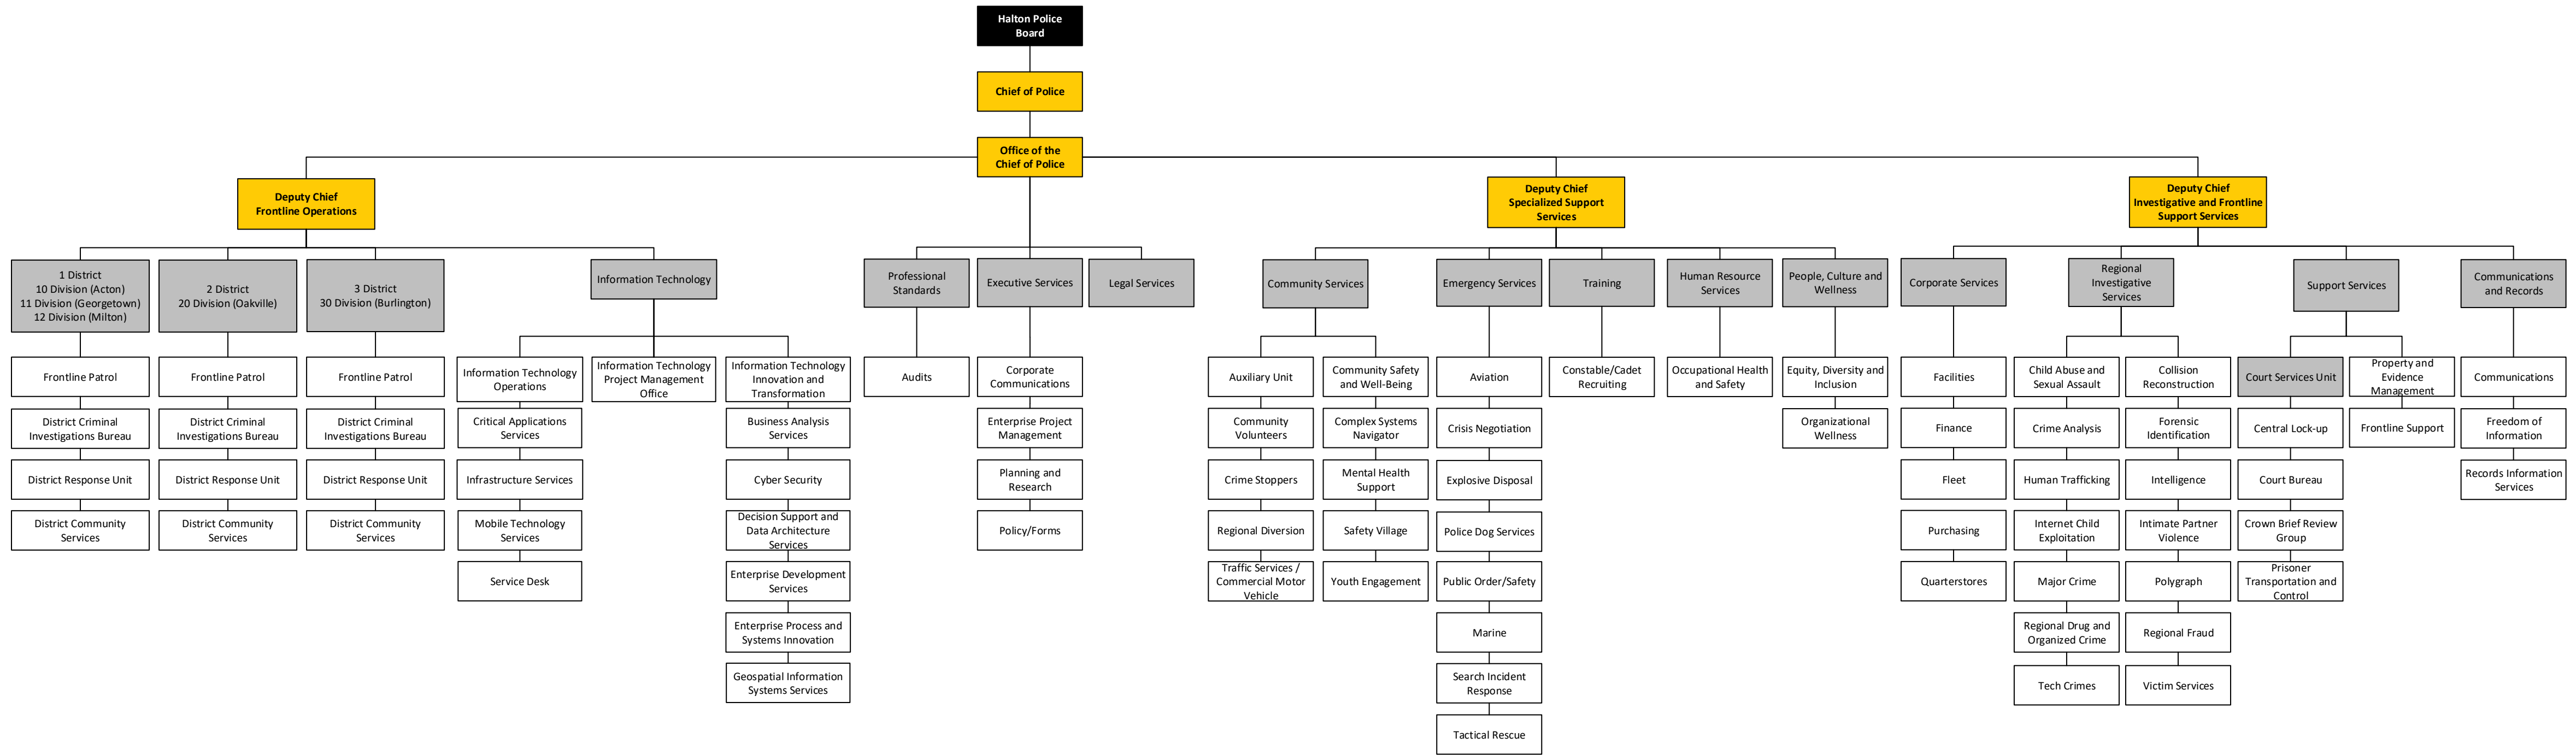 Halton Police
Board
Chief of Police
Office of the
Chief of Police
Deputy Chief
Frontline Operations
Deputy Chief
Specialized Support
Services
Deputy Chief
Investigative and Frontline
Support Services
1 District
10 Division (Acton)
11 Division (Georgetown)
12 Division (Milton)
2 District
20 Division (Oakville)
3 District
30 Division (Burlington)
Information Technology
Professional
Standards
Executive Services
Legal Services
Community Services
Emergency Services
Training
Human Resource
Services
People, Culture and
Wellness
Corporate Services
Regional
Investigative
Services
Support Services
Communications
and Records
Frontline Patrol
District Criminal
Investigations Bureau
District Response Unit
District Community
Services
Frontline Patrol
District Criminal
Investigations Bureau
District Response Unit
District Community
Services
Frontline Patrol
District Criminal
Investigations Bureau
District Response Unit
District Community
Services
Information Technology
Operations
Critical Applications
Services
Infrastructure Services
Mobile Technology
Services
Service Desk
Information Technology
Project Management
Office
Information Technology
Innovation and
Transformation
Business Analysis
Services
Cyber Security
Decision Support and
Data Architecture
Services
Enterprise Development
Services
Enterprise Process and
Systems Innovation
Geospatial Information
Systems Services
Audits
Corporate
Communications
Enterprise Project
Management
Planning and
Research
Policy/Forms
Auxiliary Unit
Community
Volunteers
Crime Stoppers
Regional Diversion
Traffic Services /
Commercial Motor
Vehicle
Community Safety
and Well-Being
Complex Systems
Navigator
Mental Health
Support
Safety Village
Youth Engagement
Aviation
Crisis Negotiation
Explosive Disposal
Police Dog Services
Public Order/Safety
Marine
Search Incident
Response
Tactical Rescue
Constable/Cadet
Recruiting
Occupational Health
and Safety
Equity, Diversity and
Inclusion
Organizational
Wellness
Facilities
Finance
Fleet
Purchasing
Quarterstores
Child Abuse and
Sexual Assault
Crime Analysis
Human Trafficking
Internet Child
Exploitation
Major Crime
Regional Drug and
Organized Crime
Tech Crimes
Collision
Reconstruction
Forensic
Identification
Intelligence
Intimate Partner
Violence
Polygraph
Regional Fraud
Victim Services
Court Services Unit
Central Lock-up
Court Bureau
Crown Brief Review
Group
Prisoner
Transportation and
Control
Property and
Evidence
Management
Frontline Support
Communications
Freedom of
Information
Records Information
Services